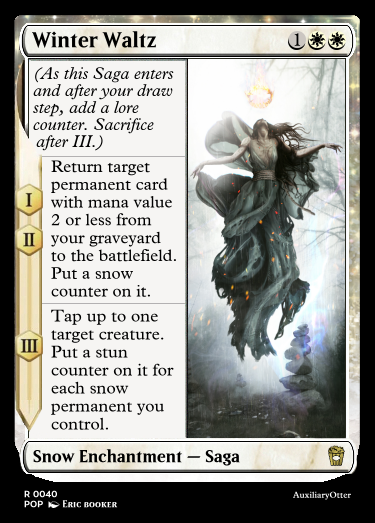 Winter Waltz
1
(As this Saga enters
and after your draw
step, add a lore
counter. Sacrifice
after III.)
I
II
Return target
permanent card
with mana value
2 or less from
your graveyard
to the battlefield.
Put a snow
counter on it.
III
Tap up to one
target creature.
Put a stun
counter on it for
each snow
permanent you
control.
Snow Enchantment — Saga
R 0040
POP Eric Booker
AuxiliaryOtter